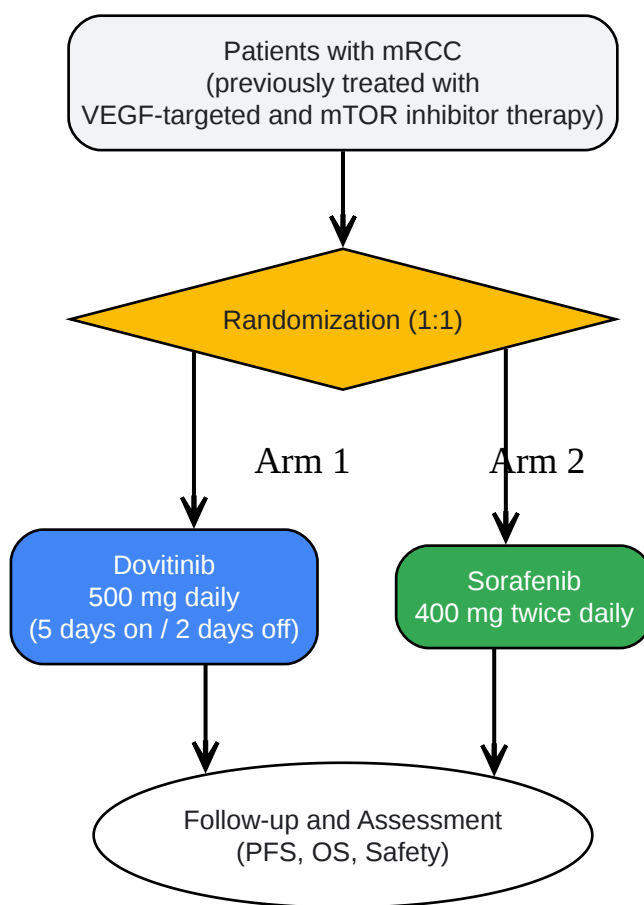 Patients with mRCC
(previously treated with
VEGF-targeted and mTOR inhibitor therapy)
Randomization (1:1)
Arm 1
Arm 2
Dovitinib
500 mg daily
(5 days on / 2 days off)
Sorafenib
400 mg twice daily
Follow-up and Assessment
(PFS, OS, Safety)